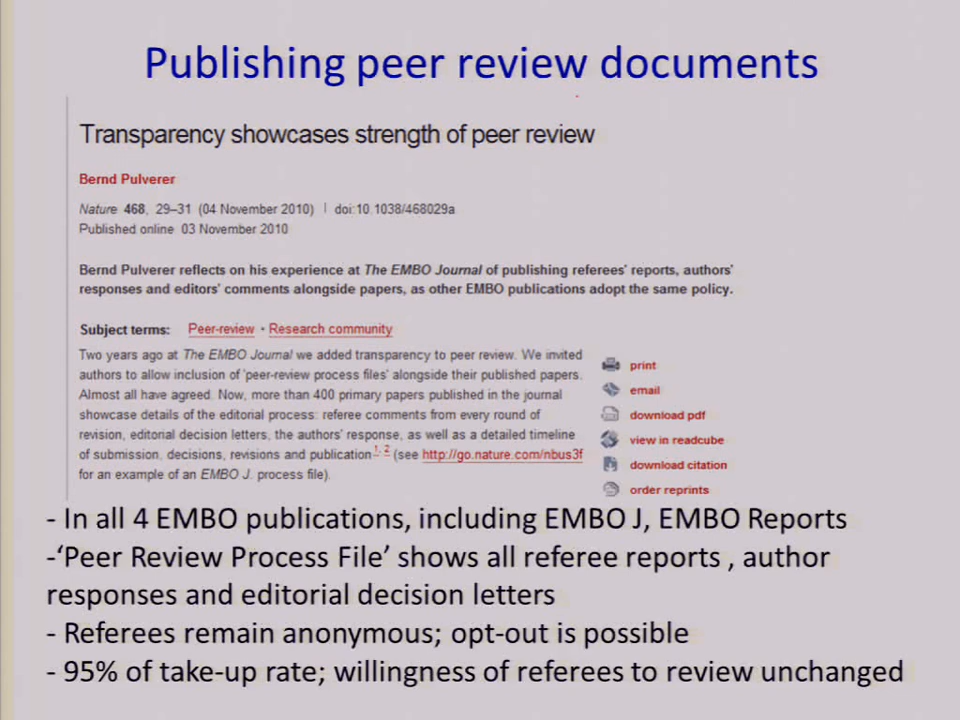 Publishing peer review documents
Transparency showcases strength of peer review
Bernd Pulverer
Nature 468, 29–31 (04 November 2010) | doi:10.1038/468029a
Published online 03 November 2010
Bernd Pulverer reflects on his experience at The EMBO Journal of publishing referees' reports, authors'
responses and editors' comments alongside papers, as other EMBO publications adopt the same policy.
Subject terms: Peer-review • Research community
Two years ago at The EMBO Journal we added transparency to peer review. We invited
authors to allow inclusion of 'peer-review process files' alongside their published papers.
Almost all have agreed. Now, more than 400 primary papers published in the journal
showcase details of the editorial process: referee comments from every round of
revision, editorial decision letters, the authors' response, as well as a detailed timeline
of submission, decisions, revisions and publication1, 2 (see http://go.nature.com/nbus3f
for an example of an EMBO J. process file).
print
email
download pdf
view in readcube
download citation
order reprints
- In all 4 EMBO publications, including EMBO J, EMBO Reports
-‘Peer Review Process File’ shows all referee reports , author
responses and editorial decision letters
- Referees remain anonymous; opt-out is possible
- 95% of take-up rate; willingness of referees to review unchanged